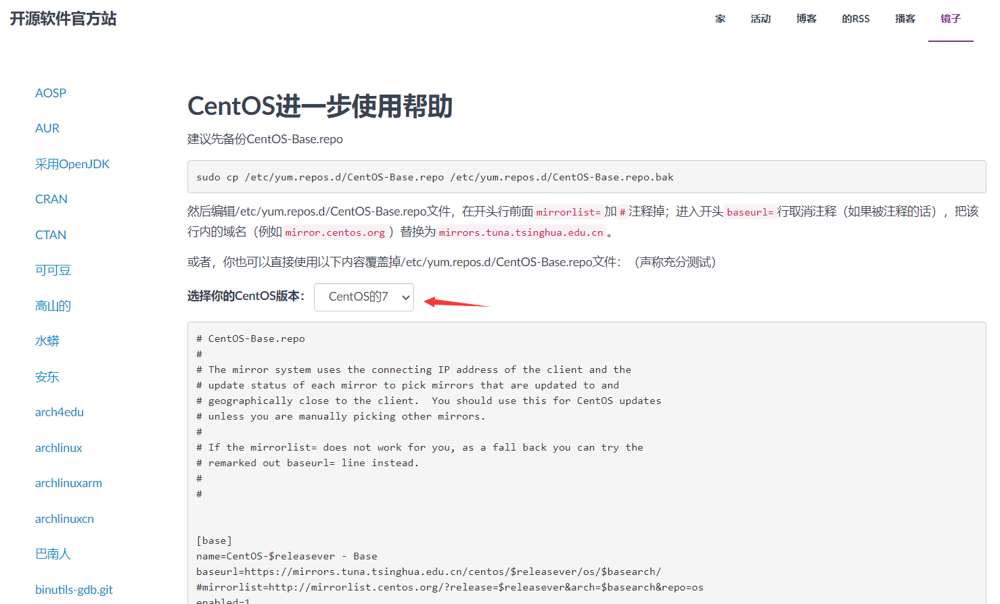 开源软件官方站
家 活动 博客 的RSS 播客 镜子
AOSP
AUR
采用OpenJDK
CRAN
CTAN
可可豆
高山的
水蟒
安东
arch4edu
archlinux
archlinuxarm
archlinuxcn
巴南人
binutils-gdb.git
CentOS进一步使用帮助
建议先备份CentOS-Base.repo
sudo cp /etc/yum.repos.d/CentOS-Base.repo /etc/yum.repos.d/CentOS-Base.repo.bak
然后编辑/etc/yum.repos.d/CentOS-Base.repo文件，在开头行前面 mirrorlist= 加 # 注释掉；进入开头 baseurl= 行取消注释（如果被注释的话），把该
行内的域名（例如 mirror.centos.org ）替换为 mirrors.tuna.tsinghua.edu.cn 。
或者，你也可以直接使用以下内容覆盖掉/etc/yum.repos.d/CentOS-Base.repo文件：（声称充分测试）
选择你的CentOS版本： CentOS的7
# CentOS-Base.repo
#
# The mirror system uses the connecting IP address of the client and the
# update status of each mirror to pick mirrors that are updated to and
# geographically close to the client.  You should use this for CentOS updates
# unless you are manually picking other mirrors.
#
# If the mirrorlist= does not work for you, as a fall back you can try the
# remarked out baseurl= line instead.
#
#
[base]
name=CentOS-$releasever - Base
baseurl=https://mirrors.tuna.tsinghua.edu.cn/centos/$releasever/os/$basearch/
#mirrorlist=http://mirrorlist.centos.org/?release=$releasever&arch=$basearch&repo=os
enabled=1